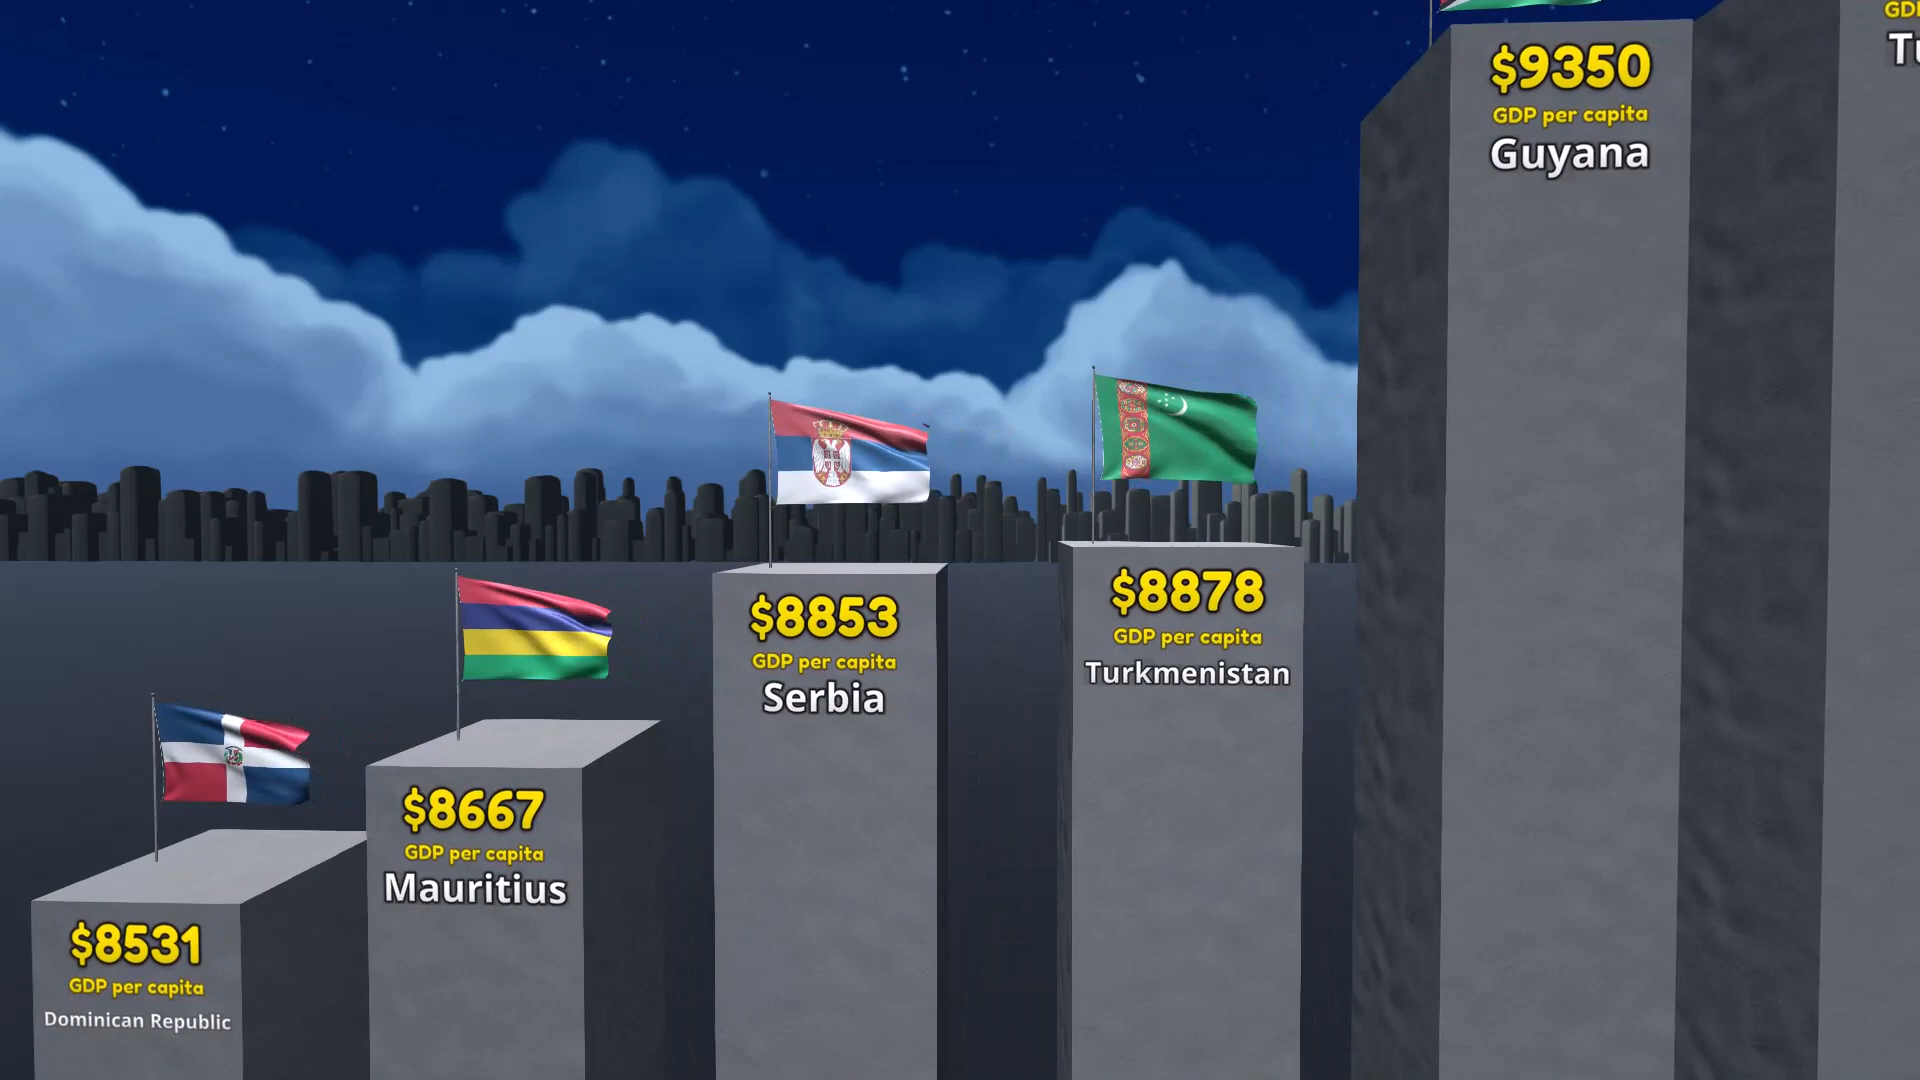 $8531
GDP per capita
Dominican Republic
$8667
GDP per capita
Mauritius
$8853
GDP per capita
Serbia
$8878
GDP per capita
Turkmenistan
$9350
GDP per capita
Guyana